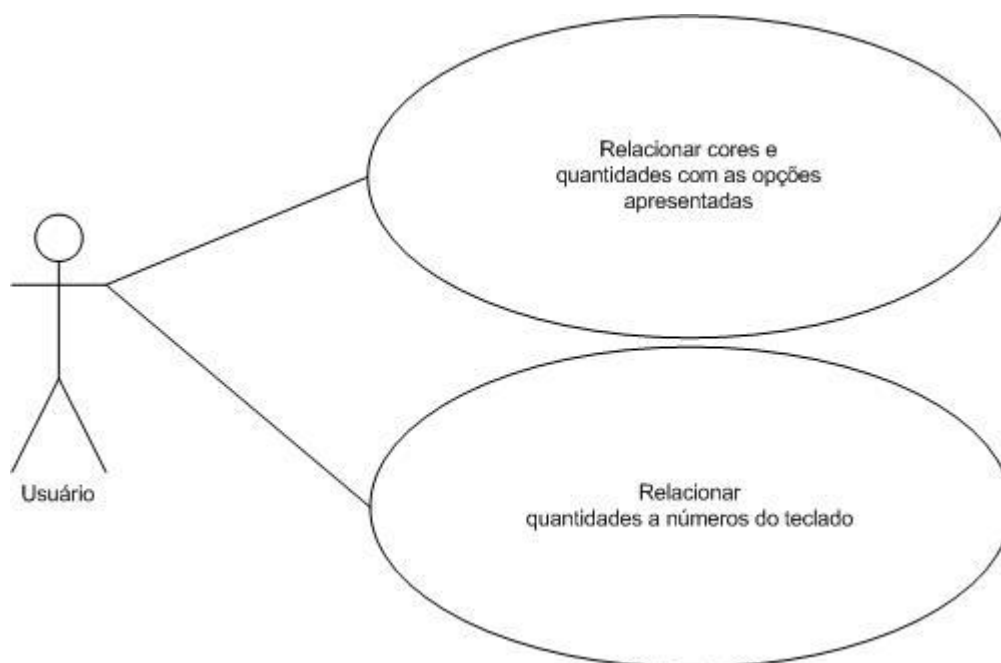 Relacionar cores e
quantidades com as opções
apresentadas
Usuário
Relacionar
quantidades a números do teclado